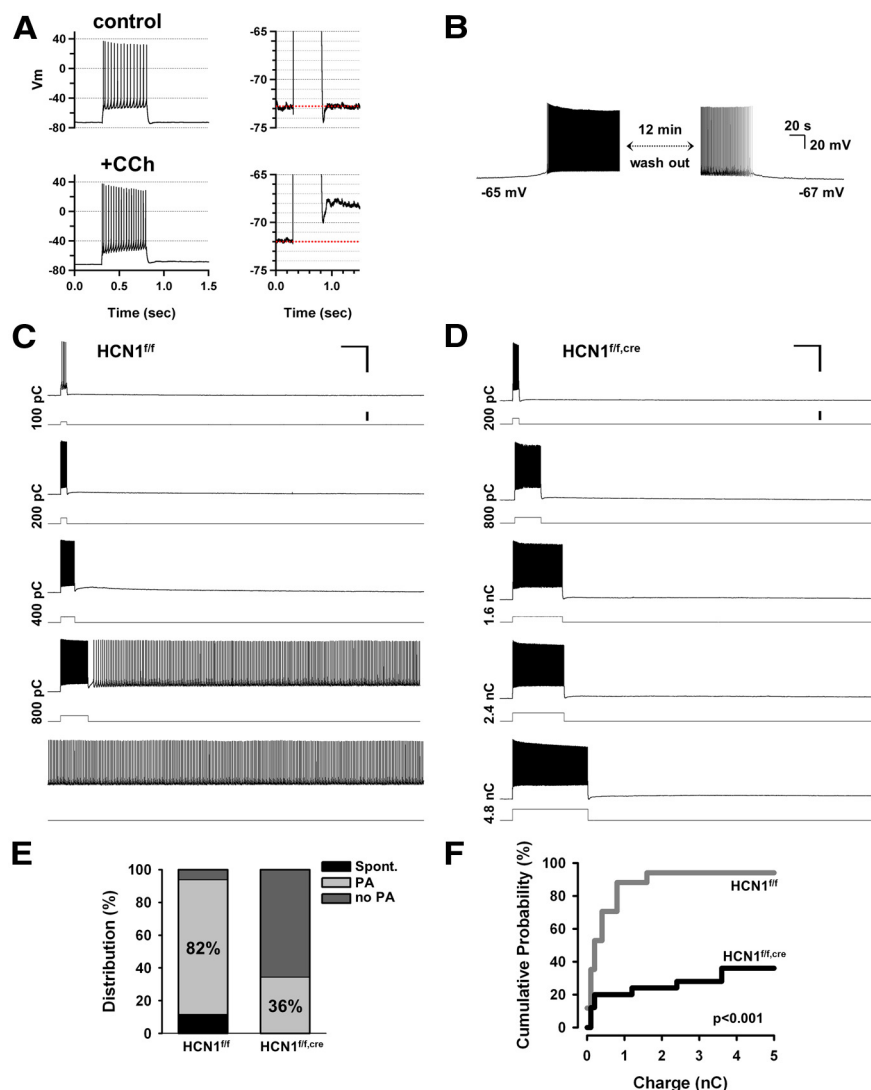 A
control
Vm
40
0
-40
-80
-65
-70
-75
+CCh
40
0
-40
-80
-65
-70
-75
0.0 0.5 1.0 1.5
0.0 1.0
Time (sec)
Time (sec)
B
12 min
wash out
20 s
20 mV
-65 mV
-67 mV
C
HCN1f/f
100 pC
200 pC
400 pC
800 pC
D
HCN1f/f,cre
200 pC
800 pC
1.6 nC
2.4 nC
4.8 nC
E
Distribution (%)
100
80
60
40
20
0
82%
36%
HCN1f/f
HCN1f/f,cre
Spont.
PA
no PA
F
Cumulative Probability (%)
100
80
60
40
20
0
HCN1f/f
HCN1f/f,cre
p<0.001
0 1 2 3 4 5
Charge (nC)